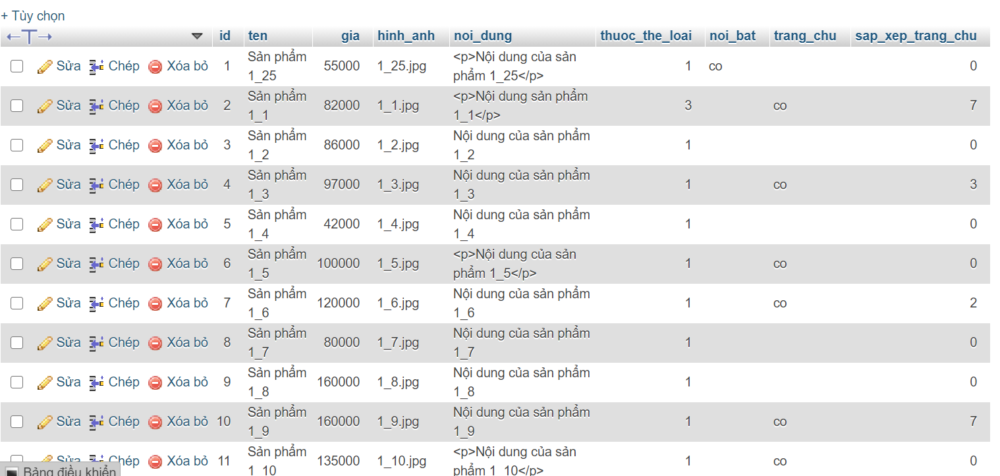 + Tùy chọn
id ten gia hinh_anh noi_dung thuoc_the_loai noi_bat trang_chu sap_xep_trang_chu
Sửa Chép Xóa bỏ 1 Sản phẩm 1_25 55000 1_25.jpg <p>Nội dung của sản phẩm 1_25</p> 1 co 0
Sửa Chép Xóa bỏ 2 Sản phẩm 1_1 82000 1_1.jpg <p>Nội dung sản phẩm 1_1</p> 3 co 7
Sửa Chép Xóa bỏ 3 Sản phẩm 1_2 86000 1_2.jpg Nội dung của sản phẩm 1_2 1 0
Sửa Chép Xóa bỏ 4 Sản phẩm 1_3 97000 1_3.jpg Nội dung của sản phẩm 1_3 1 co 3
Sửa Chép Xóa bỏ 5 Sản phẩm 1_4 42000 1_4.jpg Nội dung của sản phẩm 1_4 1 0
Sửa Chép Xóa bỏ 6 Sản phẩm 1_5 100000 1_5.jpg <p>Nội dung của sản phẩm 1_5</p> 1 co 0
Sửa Chép Xóa bỏ 7 Sản phẩm 1_6 120000 1_6.jpg Nội dung của sản phẩm 1_6 1 co 2
Sửa Chép Xóa bỏ 8 Sản phẩm 1_7 80000 1_7.jpg Nội dung của sản phẩm 1_7 1 0
Sửa Chép Xóa bỏ 9 Sản phẩm 1_8 160000 1_8.jpg Nội dung của sản phẩm 1_8 1 0
Sửa Chép Xóa bỏ 10 Sản phẩm 1_9 160000 1_9.jpg Nội dung của sản phẩm 1_9 1 co 7
Sửa Chép Xóa bỏ 11 Sản phẩm 1_10 135000 1_10.jpg <p>Nội dung của sản phẩm 1_10</p> 1 co 0
Bảng điều khiển